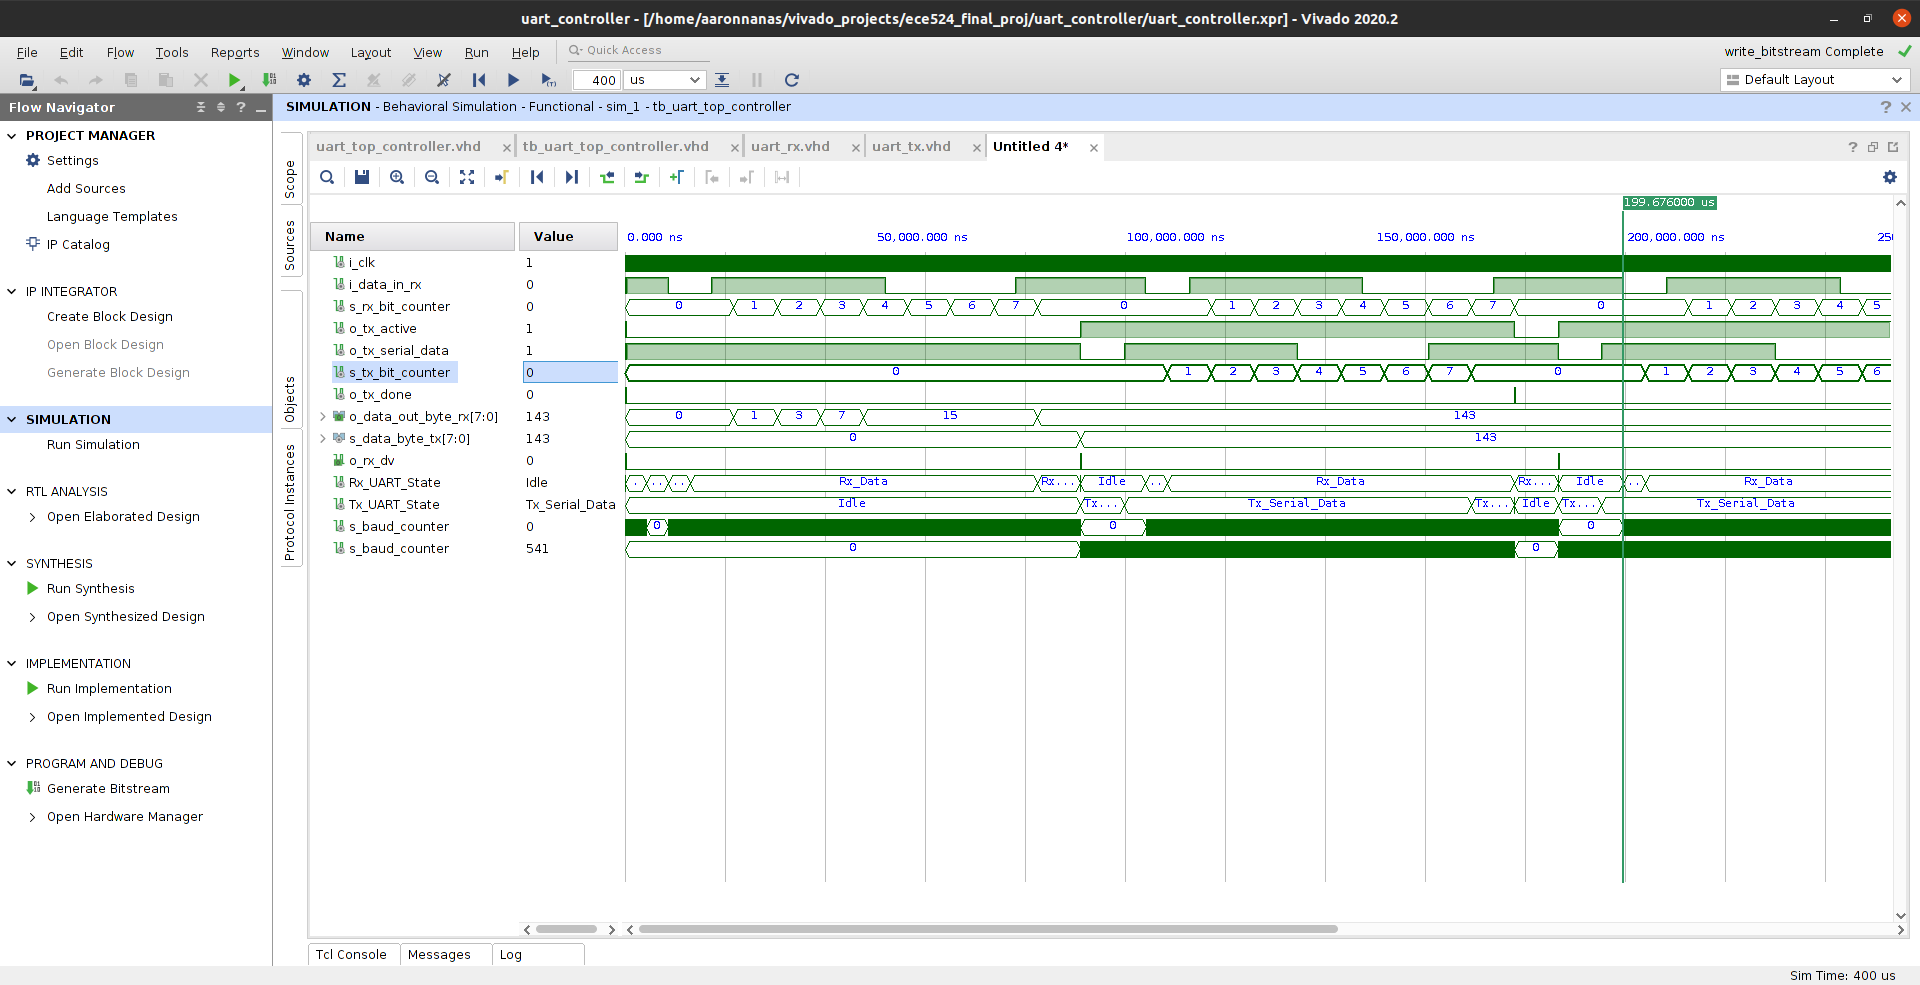 uart_controller - [/home/aaronnanas/vivado_projects/ece524_final_proj/uart_controller/uart_controller.xpr] - Vivado 2020.2
File Edit Flow Tools Reports Window Layout View Run Help Quick Access
write_bitstream Complete
400 us
Default Layout
Flow Navigator
SIMULATION - Behavioral Simulation - Functional - sim_1 - tb_uart_top_controller
PROJECT MANAGER
Settings
Add Sources
Language Templates
IP Catalog
IP INTEGRATOR
Create Block Design
Open Block Design
Generate Block Design
SIMULATION
Run Simulation
RTL ANALYSIS
Open Elaborated Design
SYNTHESIS
Run Synthesis
Open Synthesized Design
IMPLEMENTATION
Run Implementation
Open Implemented Design
PROGRAM AND DEBUG
Generate Bitstream
Open Hardware Manager
Scope
Sources
Objects
Protocol Instances
uart_top_controller.vhd tb_uart_top_controller.vhd uart_rx.vhd uart_tx.vhd Untitled 4*
199.676000 us
Name Value 0.000 ns 50,000.000 ns 100,000.000 ns 150,000.000 ns 200,000.000 ns 250
i_clk 1
i_data_in_rx 0
s_rx_bit_counter 0 0 1 2 3 4 5 6 7 0 1 2 3 4 5 6 7 0 1 2 3 4 5
o_tx_active 1
o_tx_serial_data 1
s_tx_bit_counter 0 0 1 2 3 4 5 6 7 0 1 2 3 4 5 6
o_tx_done 0
o_data_out_byte_rx[7:0] 143 0 1 3 7 15 143
s_data_byte_tx[7:0] 143 0 143
o_rx_dv 0
Rx_UART_State Idle . .. .. Rx_Data Rx... Idle .. Rx_Data Rx... Idle .. Rx_Data
Tx_UART_State Tx_Serial_Data Idle Tx... Tx_Serial_Data Tx... Idle Tx... Tx_Serial_Data
s_baud_counter 0 0 0 0
s_baud_counter 541 0 0
Tcl Console Messages Log
Sim Time: 400 us